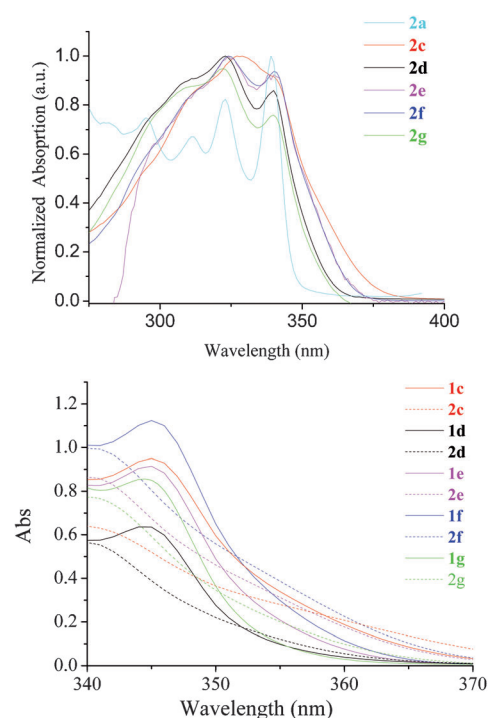 2a
2c
2d
2e
2f
2g
Normalized Absoprtion (a.u.)
1.0
0.8
0.6
0.4
0.2
0.0
300
350
400
Wavelength (nm)
1c
2c
1d
2d
1e
2e
1f
2f
1g
2g
Abs
1.2
1.0
0.8
0.6
0.4
0.2
0.0
340
350
360
370
Wavelength (nm)